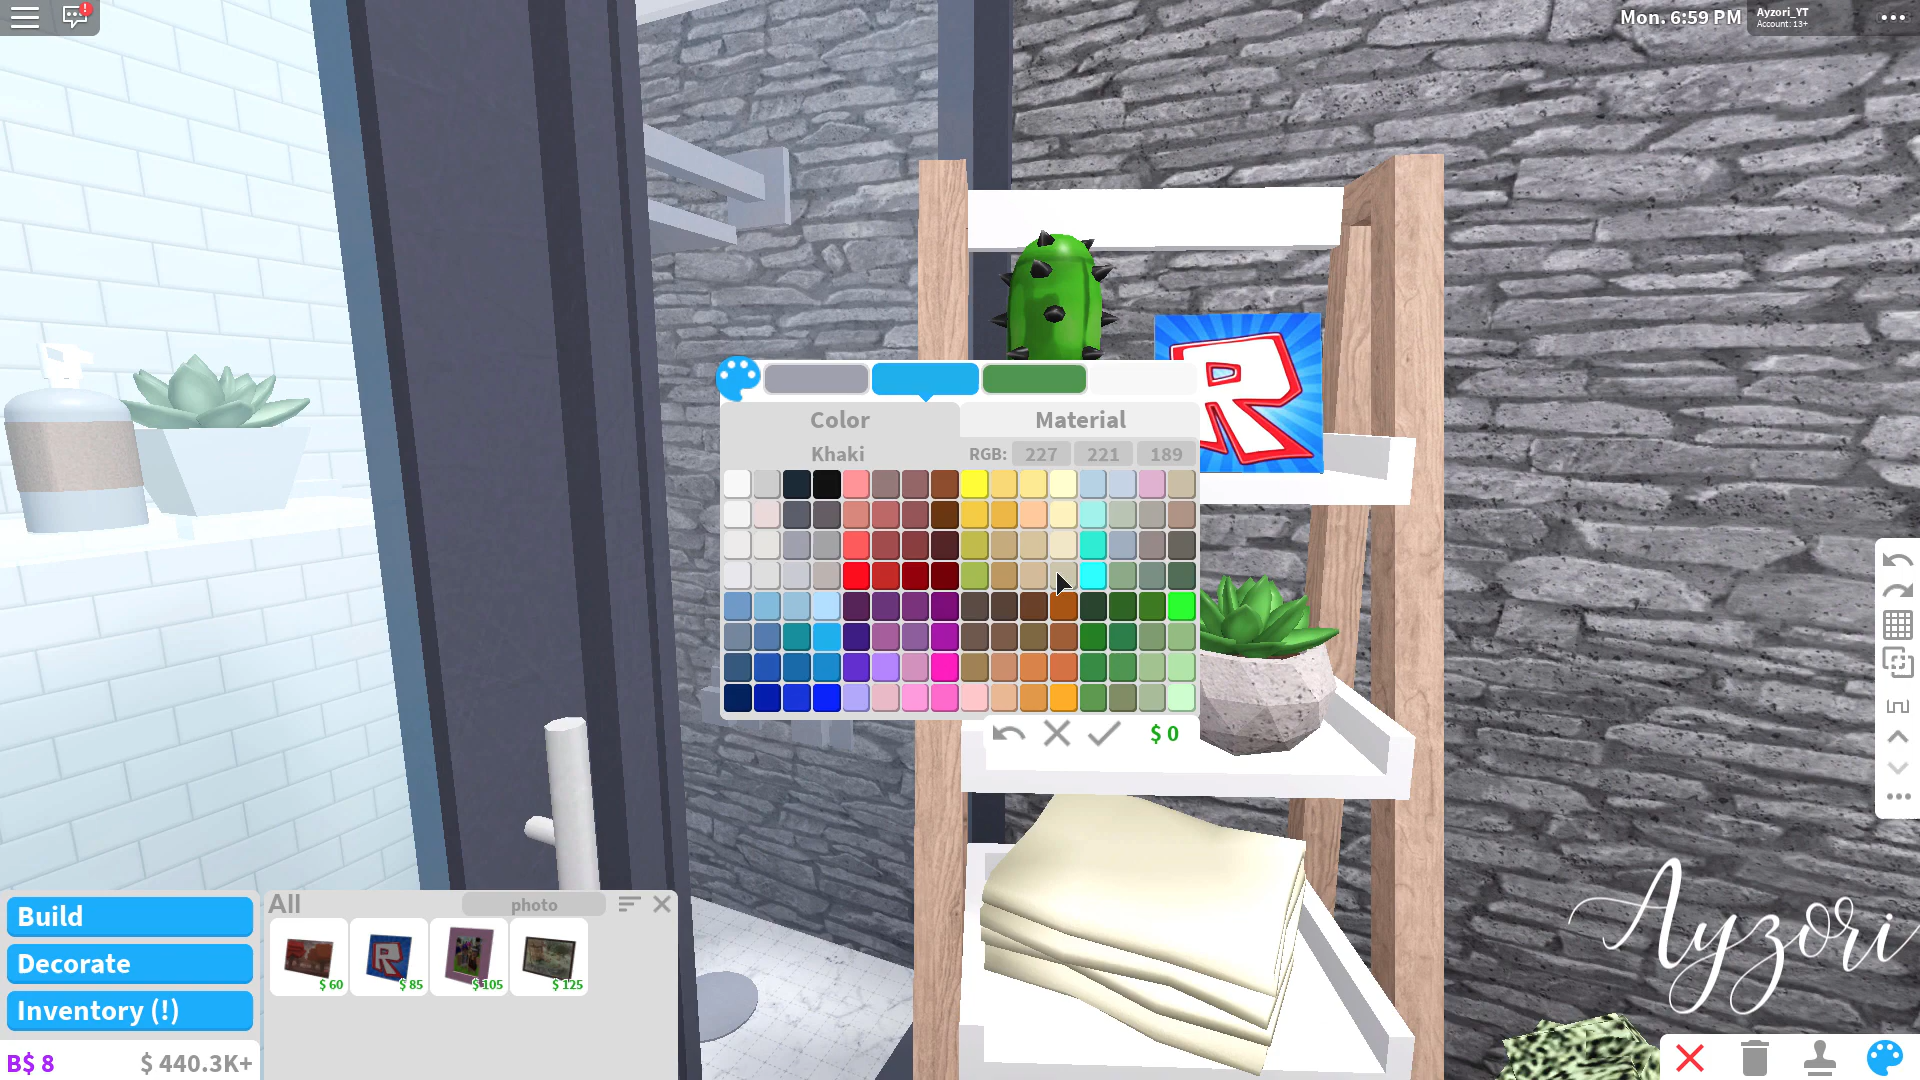 Mon. 6:59 PM
Ayzori_YT
Account: 13+
R
Color
Material
Khaki
RGB: 227 221 189
$ 0
Build
Decorate
Inventory (!)
B$ 8
$ 440.3K+
All
photo
$ 60
$ 85
$ 105
$ 125
Ayzori